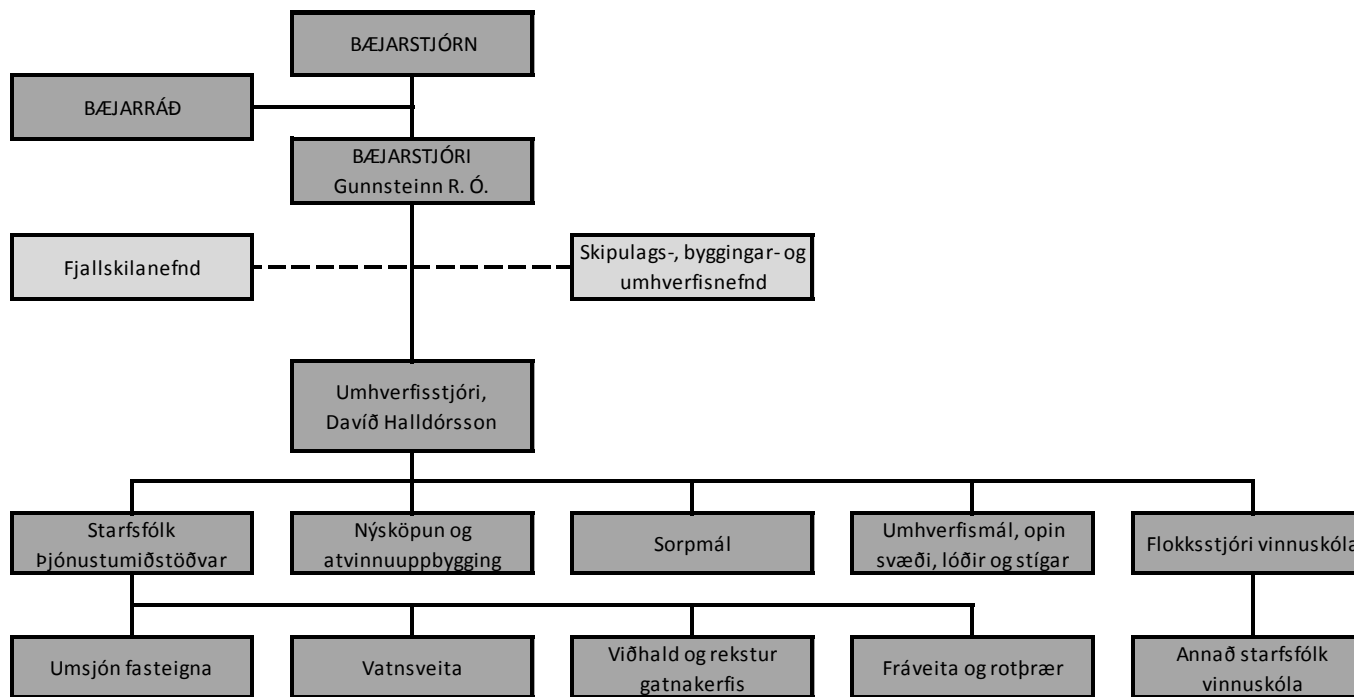 BÆJARSTJÓRN
BÆJARRÁÐ
BÆJARSTJÓRI
Gunnsteinn R. Ó.
Fjallskilanefnd
Skipulags-, byggingar- og
umhverfisnefnd
Umhverfisstjóri,
Davíð Halldórsson
Starfsfólk
Þjónustumiðstöðvar
Nýsköpun og
atvinnuuppbygging
Sorpmál
Umhverfismál, opin
svæði, lóðir og stígar
Flokksstjóri vinnuskóla
Umsjón fasteigna
Vatnsveita
Viðhald og rekstur
gatnakerfis
Fráveita og rotþrær
Annað starfsfólk
vinnuskóla